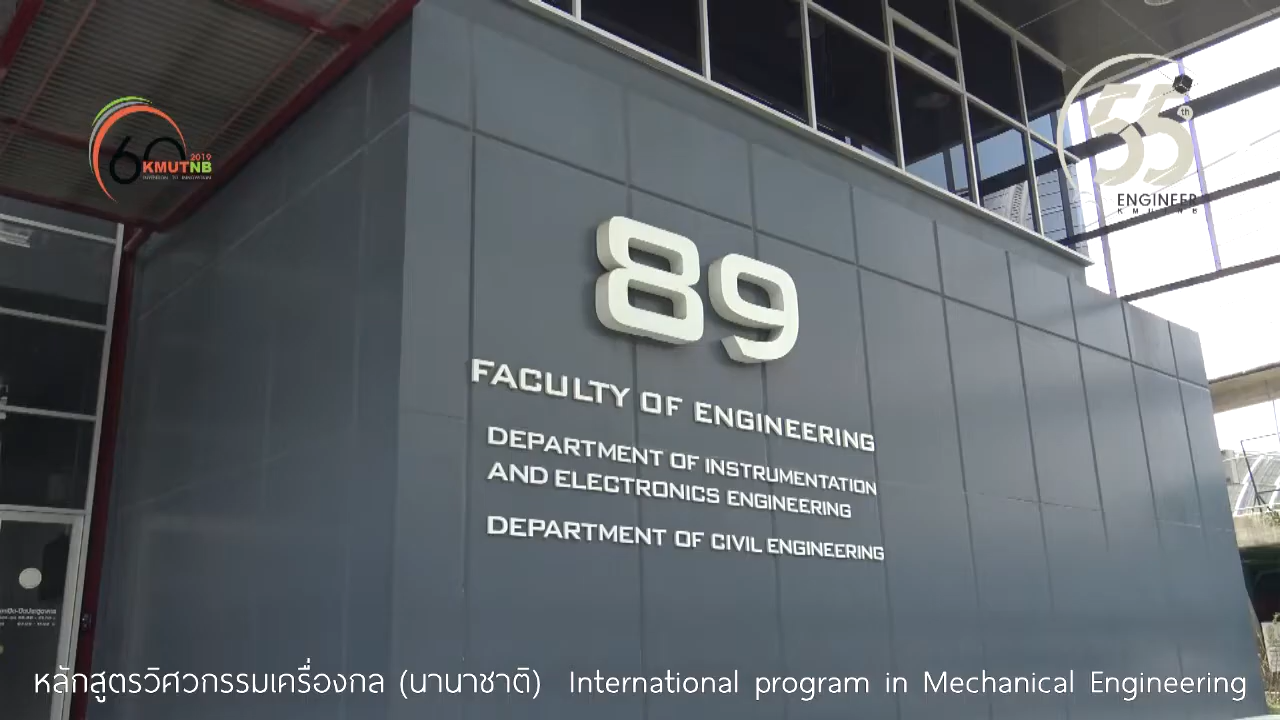 60
2019
KMUTNB
55th
ENGINEER
KMUTNB
89
FACULTY OF ENGINEERING
DEPARTMENT OF INSTRUMENTATION
AND ELECTRONICS ENGINEERING
DEPARTMENT OF CIVIL ENGINEERING
หลักสูตรวิศวกรรมเครื่องกล (นานาชาติ) International program in Mechanical Engineering